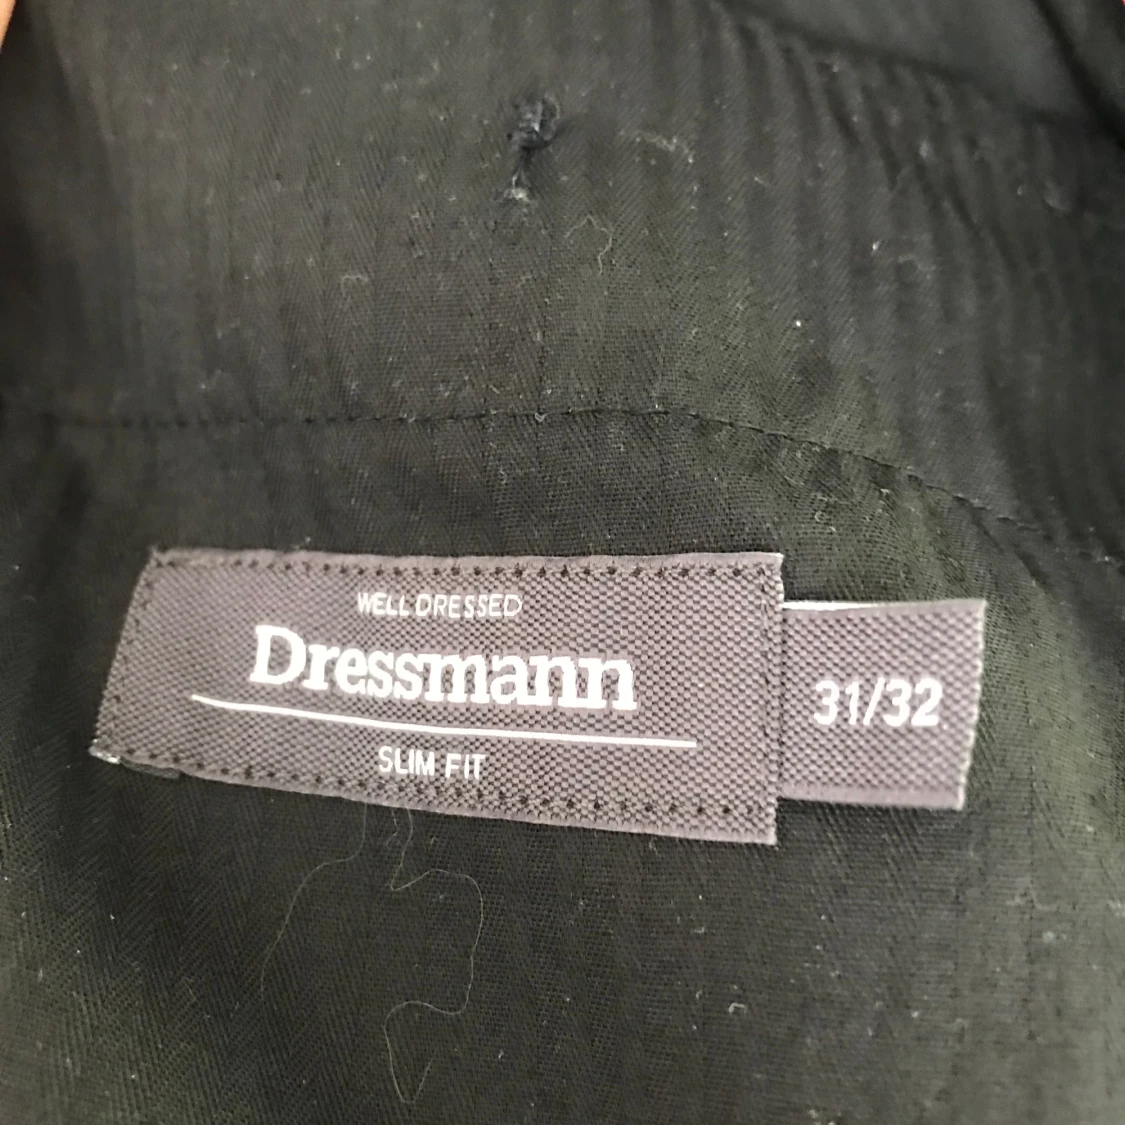 WELL DRESSED
Dressmann
SLIM FIT
31/32